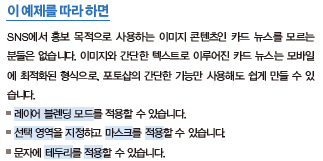 이 예제를 따라 하면
SNS에서 홍보 목적으로 사용하는 이미지 콘텐츠인 카드 뉴스를 모르는
분들은 없습니다. 이미지와 간단한 텍스트로 이루어진 카드 뉴스는 모바일
에 최적화된 형식으로, 포토샵의 간단한 기능만 사용해도 쉽게 만들 수 있
습니다.
■ 레이어 블렌딩 모드를 적용할 수 있습니다.
■ 선택 영역을 지정하고 마스크를 적용할 수 있습니다.
■ 문자에 테두리를 적용할 수 있습니다.